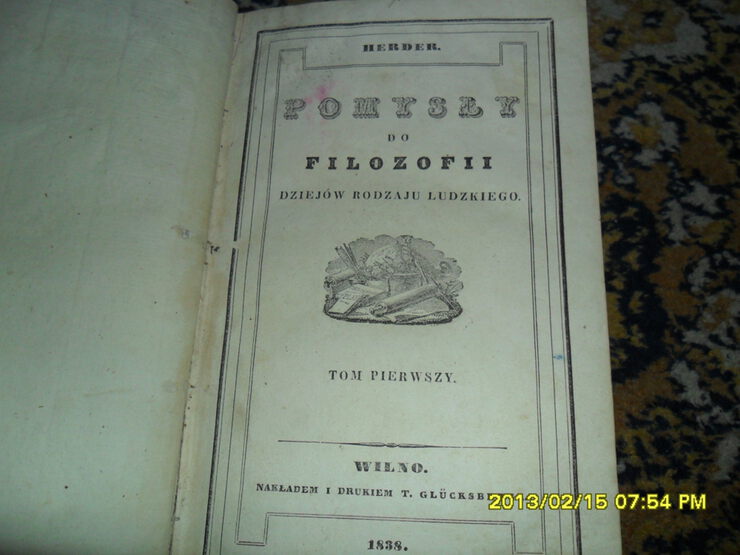 HERDER.
POMYSŁY
DO
FILOZOFII
DZIEJÓW RODZAJU LUDZKIEGO.
TOM PIERWSZY.
WILNO.
NAKŁADEM I DRUKIEM T.
2013/02/15 07:54 PM
1838.